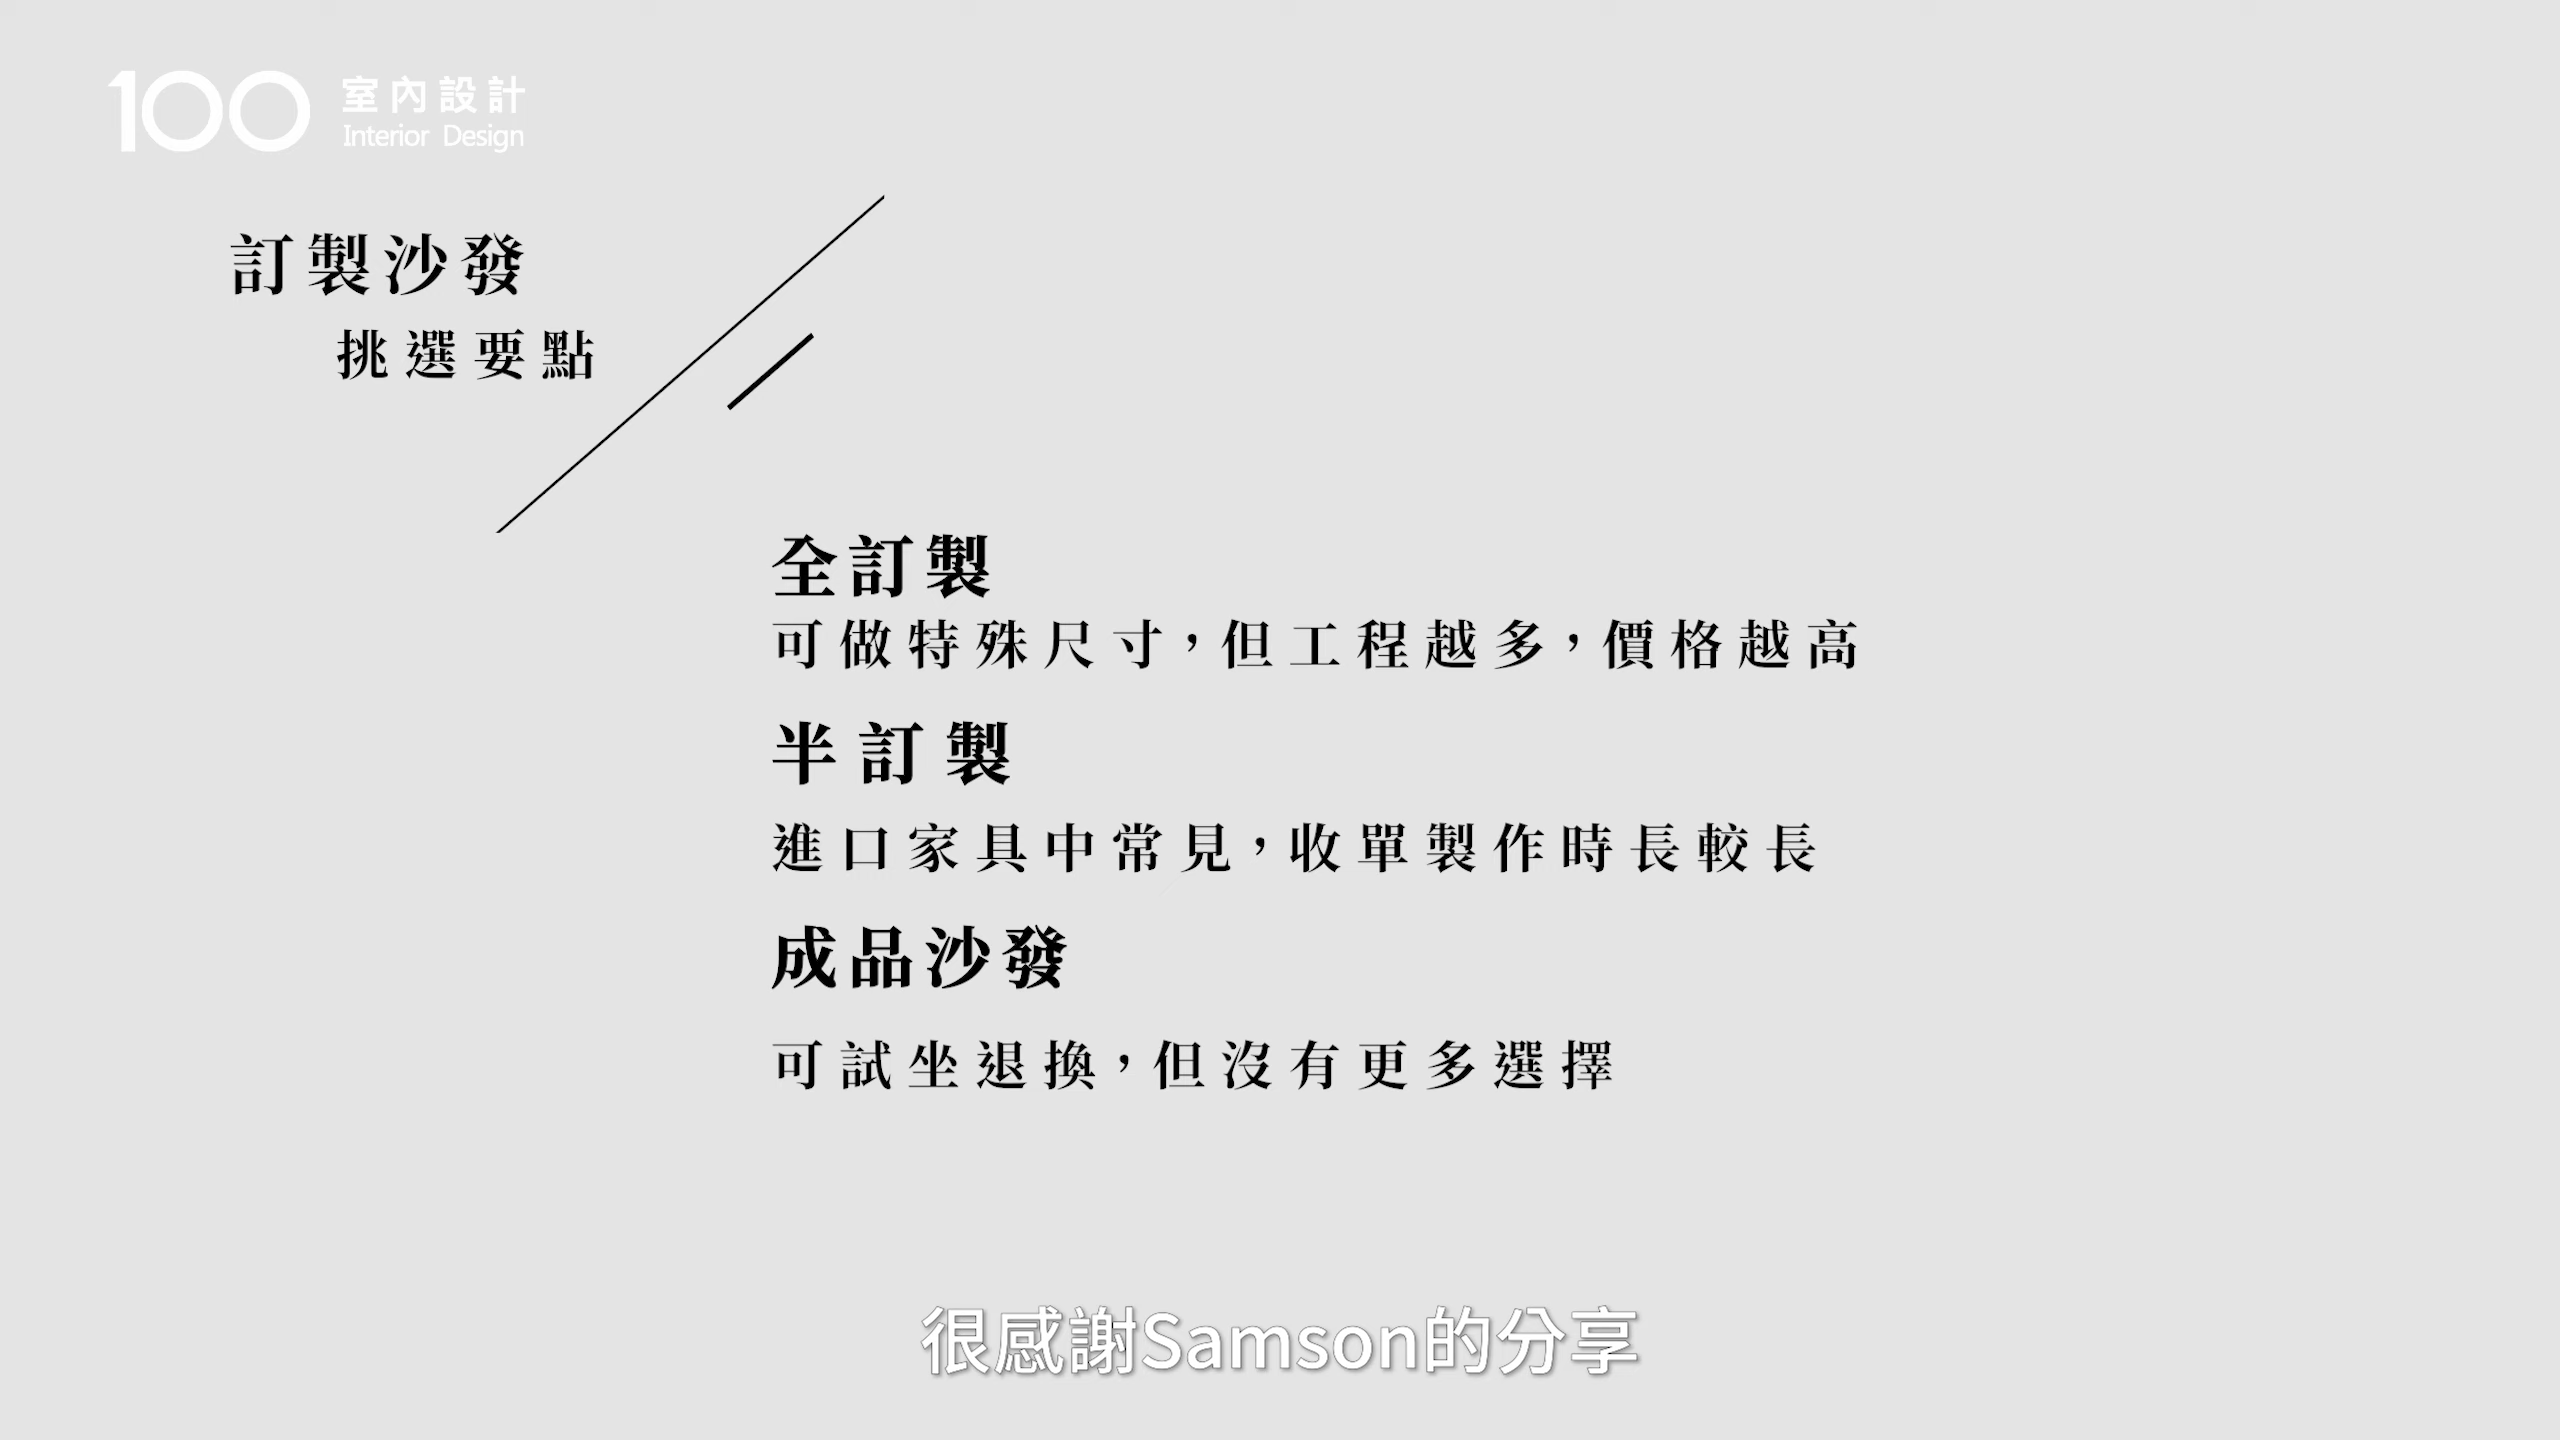 100 室內設計
Interior Design
訂製沙發
挑選要點
全訂製
可做特殊尺寸，但工程越多，價格越高
半訂製
進口家具中常見，收單製作時長較長
成品沙發
可試坐退換，但沒有更多選擇
很感謝Samson的分享